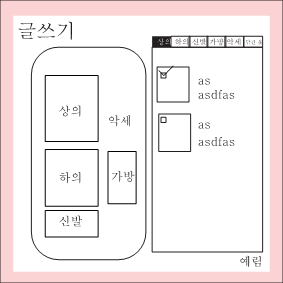 글쓰기
상의 하의 신발 가방 악세
상의
악세
하의
가방
신발
as
asdfas
as
asdfas
예림